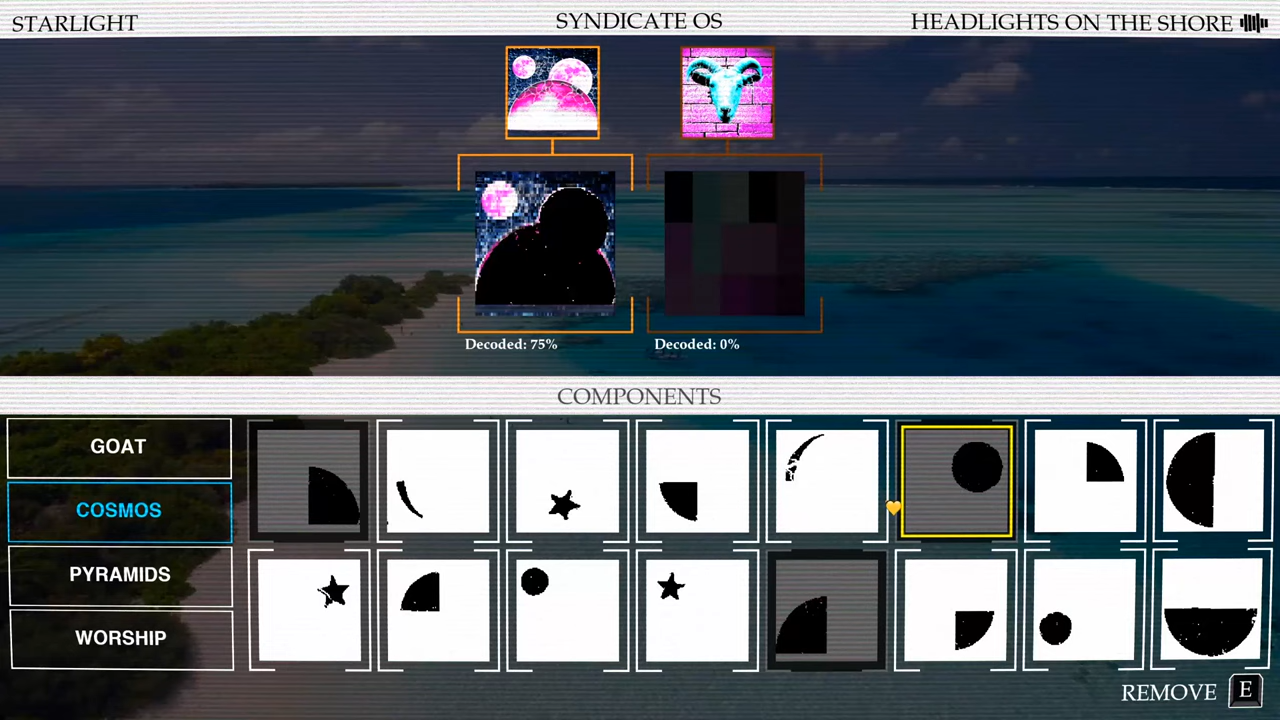 STARLIGHT
SYNDICATE OS
HEADLIGHTS ON THE SHORE
Decoded: 75%
Decoded: 0%
COMPONENTS
GOAT
COSMOS
PYRAMIDS
WORSHIP
REMOVE E